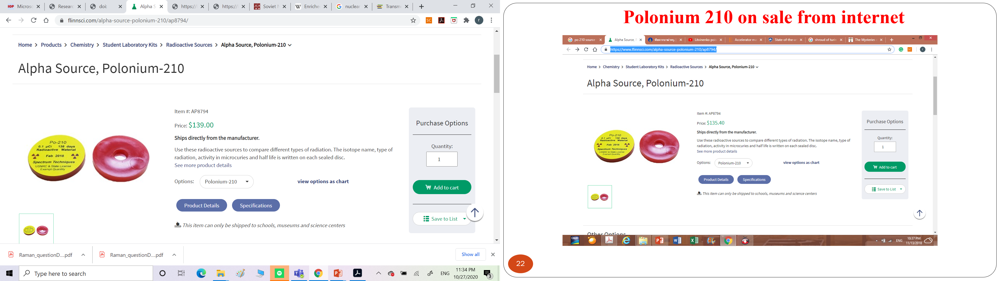 IOP Microsc
Researc
doi:
Alpha S
https://
https://
Soviet
W Enriche
nuclear
Transm
flinnsci.com/alpha-source-polonium-210/ap8794/
SC
r
Home > Products > Chemistry > Student Laboratory Kits > Radioactive Sources > Alpha Source, Polonium-210
Alpha Source, Polonium-210
Po-210
0.1 μCi 138 days
Radioactive Material
Feb 2018
Spectrum Techniques
USNRC & State License
Exempt Quantity
Item #: AP8794
Price: $139.00
Ships directly from the manufacturer.
Use these radioactive sources to compare different types of radiation. The isotope name, type of
radiation, activity in microcuries and half life is written on each sealed disc.
See more product details
Options: Polonium-210
view options as chart
Product Details
Specifications
This item can only be shipped to schools, museums and science centers
Purchase Options
Quantity:
1
Add to cart
Save to List
Raman_questionD....pdf
Raman_questionD....pdf
Show all
Type here to search
ENG
11:34 PM
10/27/2020
3
Polonium 210 on sale from internet
po 210 source
Alpha Source,
Litvinenko pois
Accelerator ma
State-of-the-ar
shroud of turin
The Mysteries
https://www.flinnsci.com/alpha-source-polonium-210/ap8794/
SC
r
Home > Chemistry > Student Laboratory Kits > Radioactive Sources > Alpha Source, Polonium-210
Alpha Source, Polonium-210
Po-210
0.1 μCi 138 days
Radioactive Material
Feb 2018
Spectrum Techniques
USNRC & State License
Exempt Quantity
Item #: AP8794
Price: $135.40
Ships directly from the manufacturer.
Use these radioactive sources to compare different types of radiation. The isotope name, type of
radiation, activity in microcuries and half life is written on each sealed disc.
See more product details
Options: Polonium-210
view options as chart
Product Details
Specifications
This item can only be shipped to schools, museums and science centers
Purchase Options
Quantity:
1
Add to cart
Save to List
Other Options
CALD3
ENG
10:37 PM
11/13/2018
22